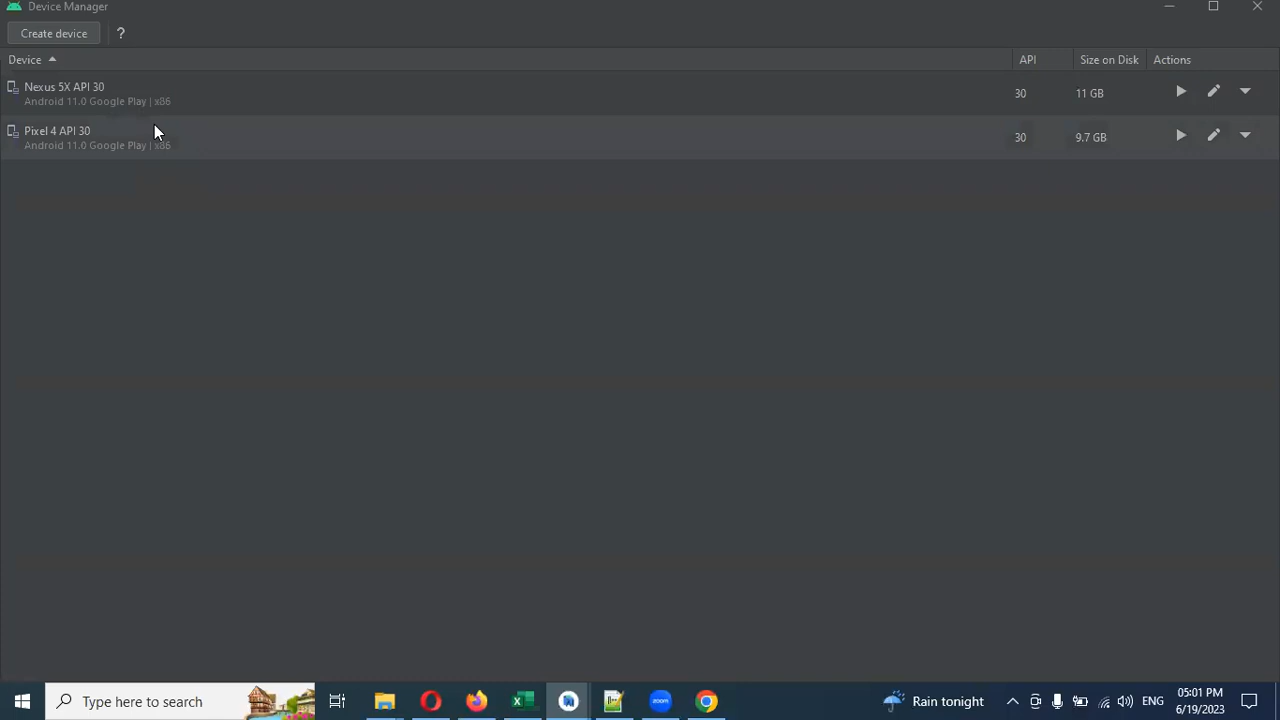 Device Manager
Create device ?
Device API Size on Disk Actions
Nexus 5X API 30
Android 11.0 Google Play | x86
30 11 GB
Pixel 4 API 30
Android 11.0 Google Play | x86
30 9.7 GB
Type here to search
zoom
Rain tonight
ENG
05:01 PM
6/19/2023